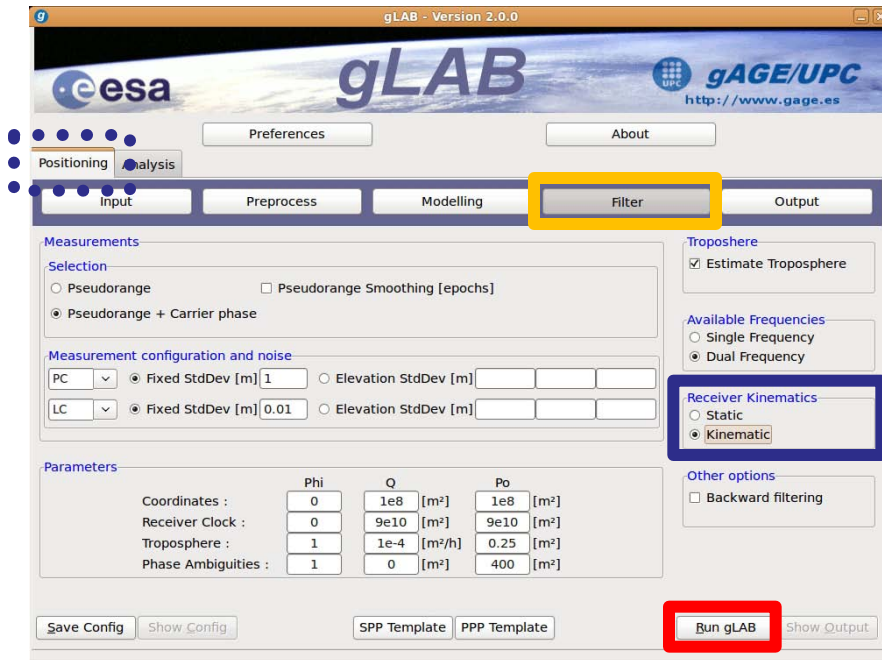 gLAB - Version 2.0.0
esa
gLAB
UPC
gAGE/UPC
http://www.gage.es
Preferences
About
Positioning
Analysis
Input
Preprocess
Modelling
Filter
Output
Measurements
Selection
Pseudorange
Pseudorange Smoothing [epochs]
Pseudorange + Carrier phase
Measurement configuration and noise
PC Fixed StdDev [m] 1 Elevation StdDev [m]
LC Fixed StdDev [m] 0.01 Elevation StdDev [m]
Troposhere
Estimate Troposphere
Available Frequencies
Single Frequency
Dual Frequency
Receiver Kinematics
Static
Kinematic
Other options
Backward filtering
Parameters
Phi Q Po
Coordinates : 0 1e8 [m²] 1e8 [m²]
Receiver Clock : 0 9e10 [m²] 9e10 [m²]
Troposphere : 1 1e-4 [m²/h] 0.25 [m²]
Phase Ambiguities : 1 0 [m²] 400 [m²]
Save Config
Show Config
SPP Template
PPP Template
Run gLAB
Show Output